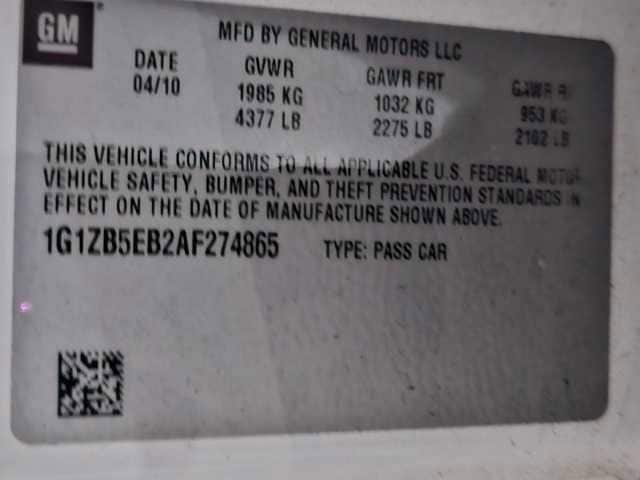 GM
MFD BY GENERAL MOTORS LLC
DATE GVWR GAWR FRT GAWR
04/10 1985 KG 1032 KG 953 KG
4377 LB 2275 LB 2102 LB
THIS VEHICLE CONFORMS TO ALL APPLICABLE U.S. FEDERAL MOTOR
VEHICLE SAFETY, BUMPER, AND THEFT PREVENTION STANDARDS IN
EFFECT ON THE DATE OF MANUFACTURE SHOWN ABOVE.
1G1ZB5EB2AF274865 TYPE: PASS CAR